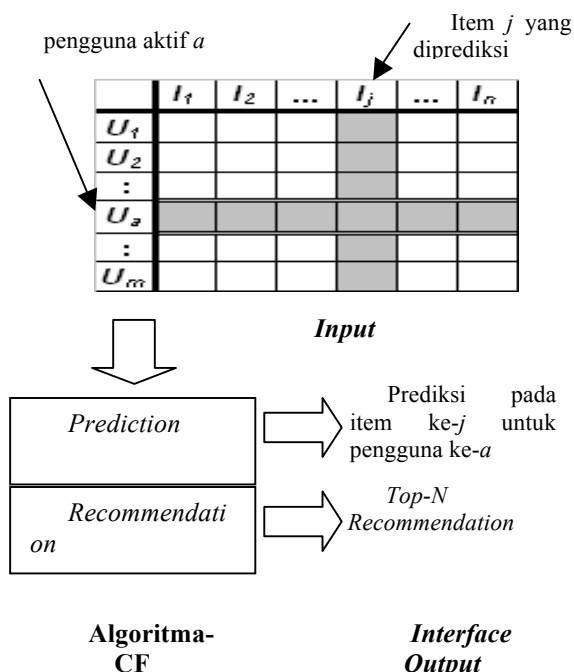 pengguna aktif a
Item j yang
diprediksi
I1 I2 ... Ij ... In
U1
U2
:
Ua
:
Um
Input
Prediction
Prediksi pada
item ke-j untuk
pengguna ke-a
Recommendati
on
Top-N
Recommendation
Algoritma-
CF
Interface
Output